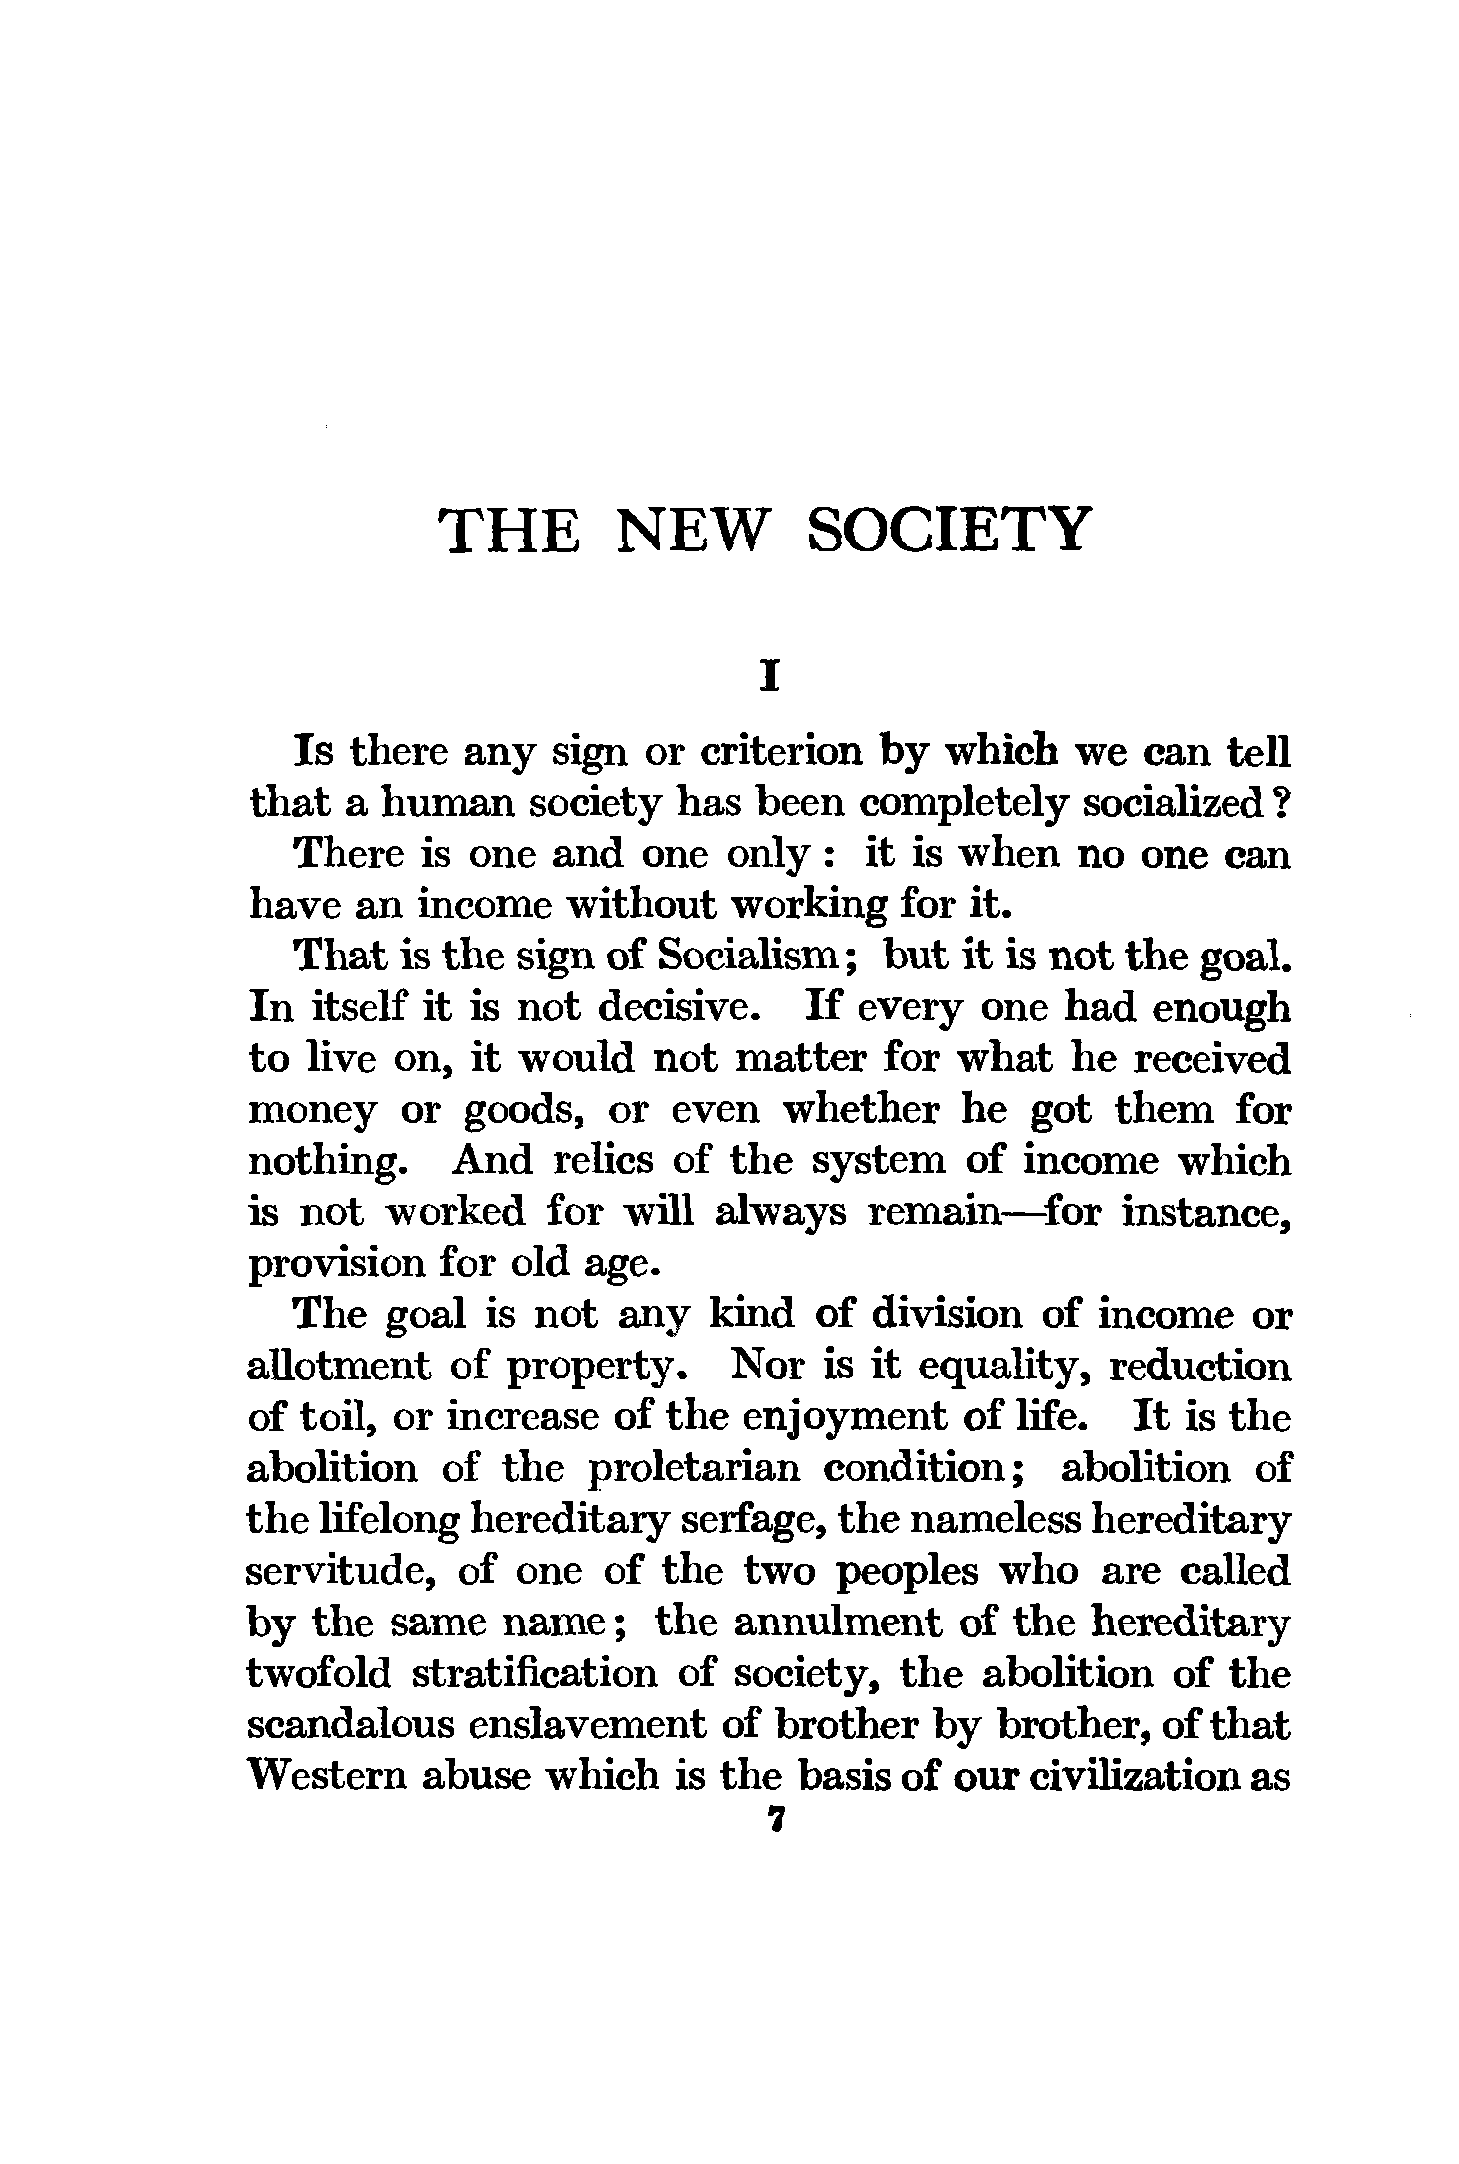 THE NEW SOCIETY
I
Is there any sign or criterion by which we can tell
that a human society has been completely socialized?
There is one and one only: it is when no one can
have an income without working for it.
That is the sign of Socialism; but it is not the goal.
In itself it is not decisive. If every one had enough
to live on, it would not matter for what he received
money or goods, or even whether he got them for
nothing. And relics of the system of income which
is not worked for will always remain—for instance,
provision for old age.
The goal is not any kind of division of income or
allotment of property. Nor is it equality, reduction
of toil, or increase of the enjoyment of life. It is the
abolition of the proletarian condition; abolition of
the lifelong hereditary serfage, the nameless hereditary
servitude, of one of the two peoples who are called
by the same name; the annulment of the hereditary
twofold stratification of society, the abolition of the
scandalous enslavement of brother by brother, of that
Western abuse which is the basis of our civilization as
7